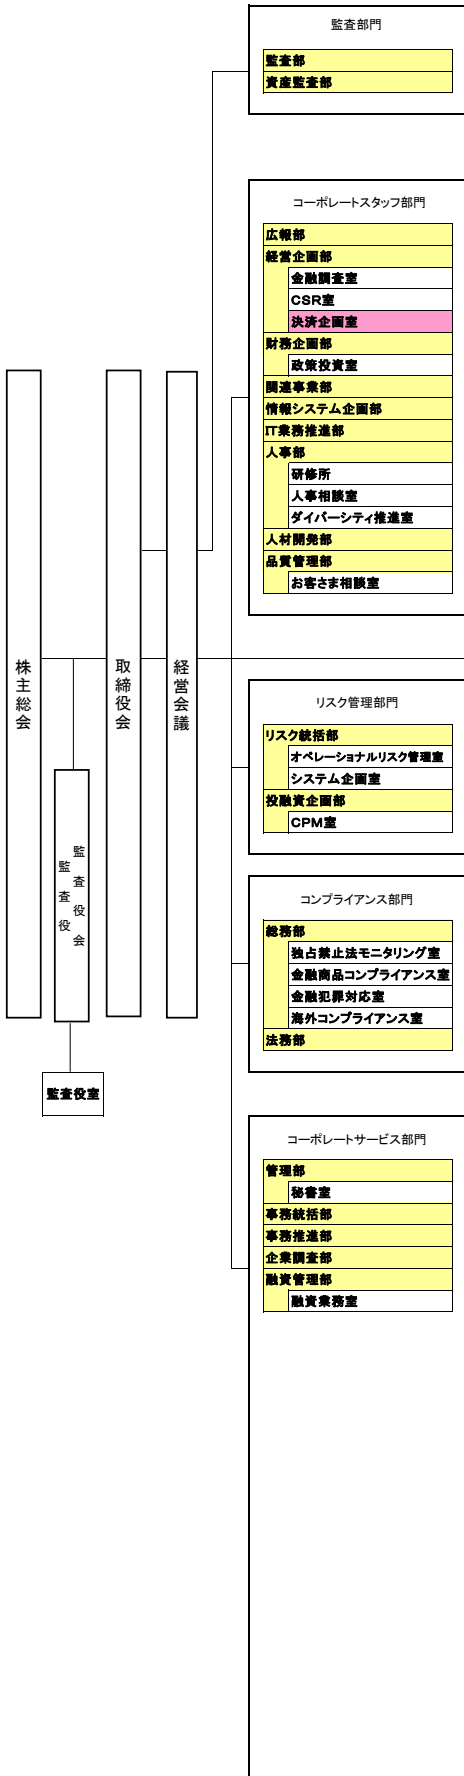 監査部門
監査部
資産監査部
コーポレートスタッフ部門
広報部
経営企画部
金融調査室
CSR室
決済企画室
財務企画部
政策投資室
関連事業部
情報システム企画部
IT業務推進部
人事部
研修所
人事相談室
ダイバーシティ推進室
人材開発部
品質管理部
お客さま相談室
株主総会
監査役会
監査役
監査役室
取締役会
経営会議
リスク管理部門
リスク統括部
オペレーショナルリスク管理室
システム企画室
投融資企画部
CPM室
コンプライアンス部門
総務部
独占禁止法モニタリング室
金融商品コンプライアンス室
金融犯罪対応室
海外コンプライアンス室
法務部
コーポレートサービス部門
管理部
秘書室
事務統括部
事務推進部
企業調査部
融資管理部
融資業務室